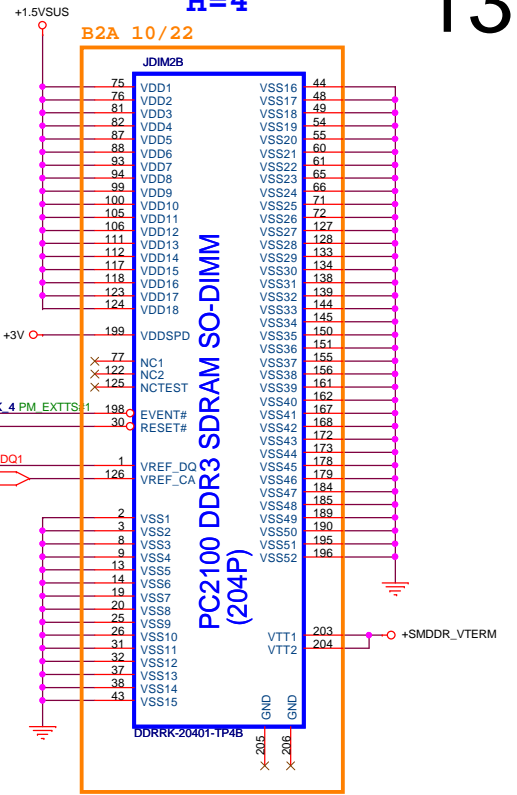 H=4
13
+1.5VSUS
B2A 10/22
JDIM2B
75 VDD1
76 VDD2
81 VDD3
82 VDD4
87 VDD5
88 VDD6
93 VDD7
94 VDD8
99 VDD9
100 VDD10
105 VDD11
106 VDD12
111 VDD13
112 VDD14
117 VDD15
118 VDD16
123 VDD17
124 VDD18
+3V 199 VDDSPD
77 NC1
122 NC2
125 NCTEST
_4 PM_EXTTS#1 198 EVENT#
30 RESET#
DQ1 1 VREF_DQ
126 VREF_CA
2 VSS1
3 VSS2
8 VSS3
9 VSS4
13 VSS5
14 VSS6
19 VSS7
20 VSS8
25 VSS9
26 VSS10
31 VSS11
32 VSS12
37 VSS13
38 VSS14
43 VSS15
PC2100 DDR3 SDRAM SO-DIMM
(204P)
VSS16 44
VSS17 48
VSS18 49
VSS19 54
VSS20 55
VSS21 60
VSS22 61
VSS23 65
VSS24 66
VSS25 71
VSS26 72
VSS27 127
VSS28 128
VSS29 133
VSS30 134
VSS31 138
VSS32 139
VSS33 144
VSS34 145
VSS35 150
VSS36 151
VSS37 155
VSS38 156
VSS39 161
VSS40 162
VSS41 167
VSS42 168
VSS43 172
VSS44 173
VSS45 178
VSS46 179
VSS47 184
VSS48 185
VSS49 189
VSS50 190
VSS51 195
VSS52 196
VTT1 203 +SMDDR_VTERM
VTT2 204
GND 205
GND 206
DDRRK-20401-TP4B